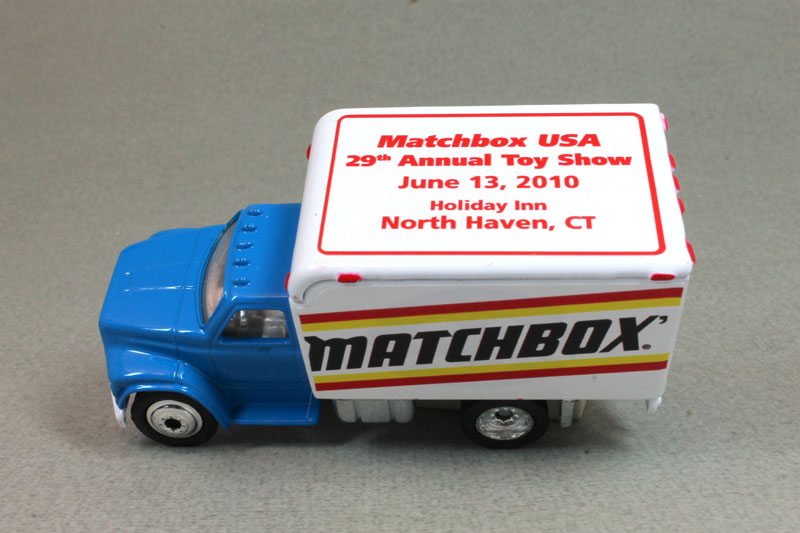 Matchbox USA
29th Annual Toy Show
June 13, 2010
Holiday Inn
North Haven, CT
MATCHBOX’®